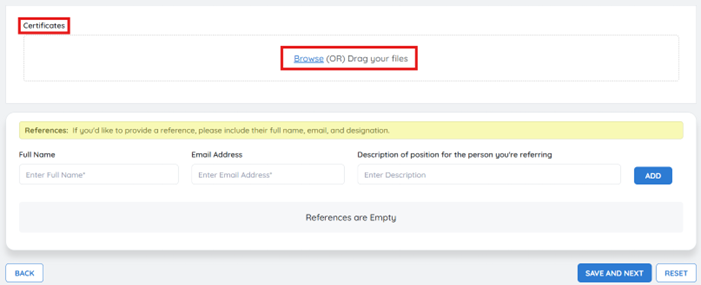 Certificates
Browse (OR) Drag your files
References: If you'd like to provide a reference, please include their full name, email, and designation.
Full Name Email Address Description of position for the person you're referring
Enter Full Name* Enter Email Address* Enter Description ADD
References are Empty
BACK SAVE AND NEXT RESET